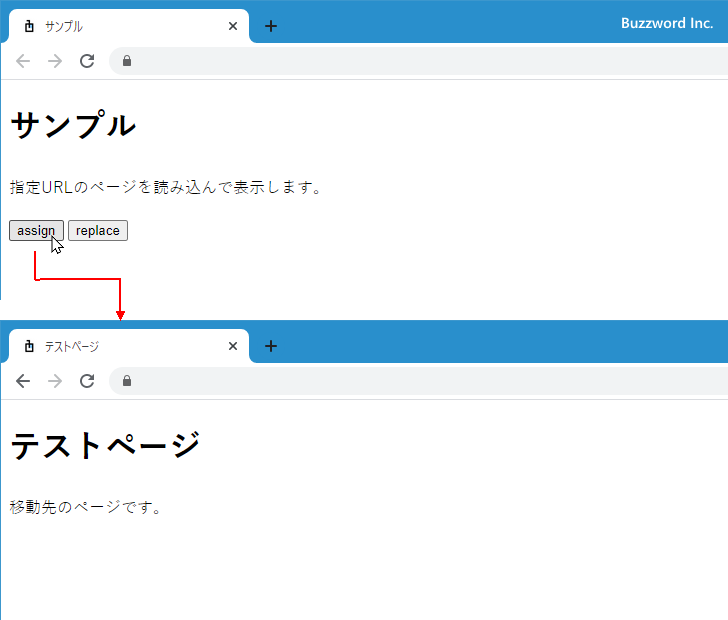 サンプル
Buzzword Inc.
サンプル
指定URLのページを読み込んで表示します。
assign replace
テストページ
テストページ
移動先のページです。